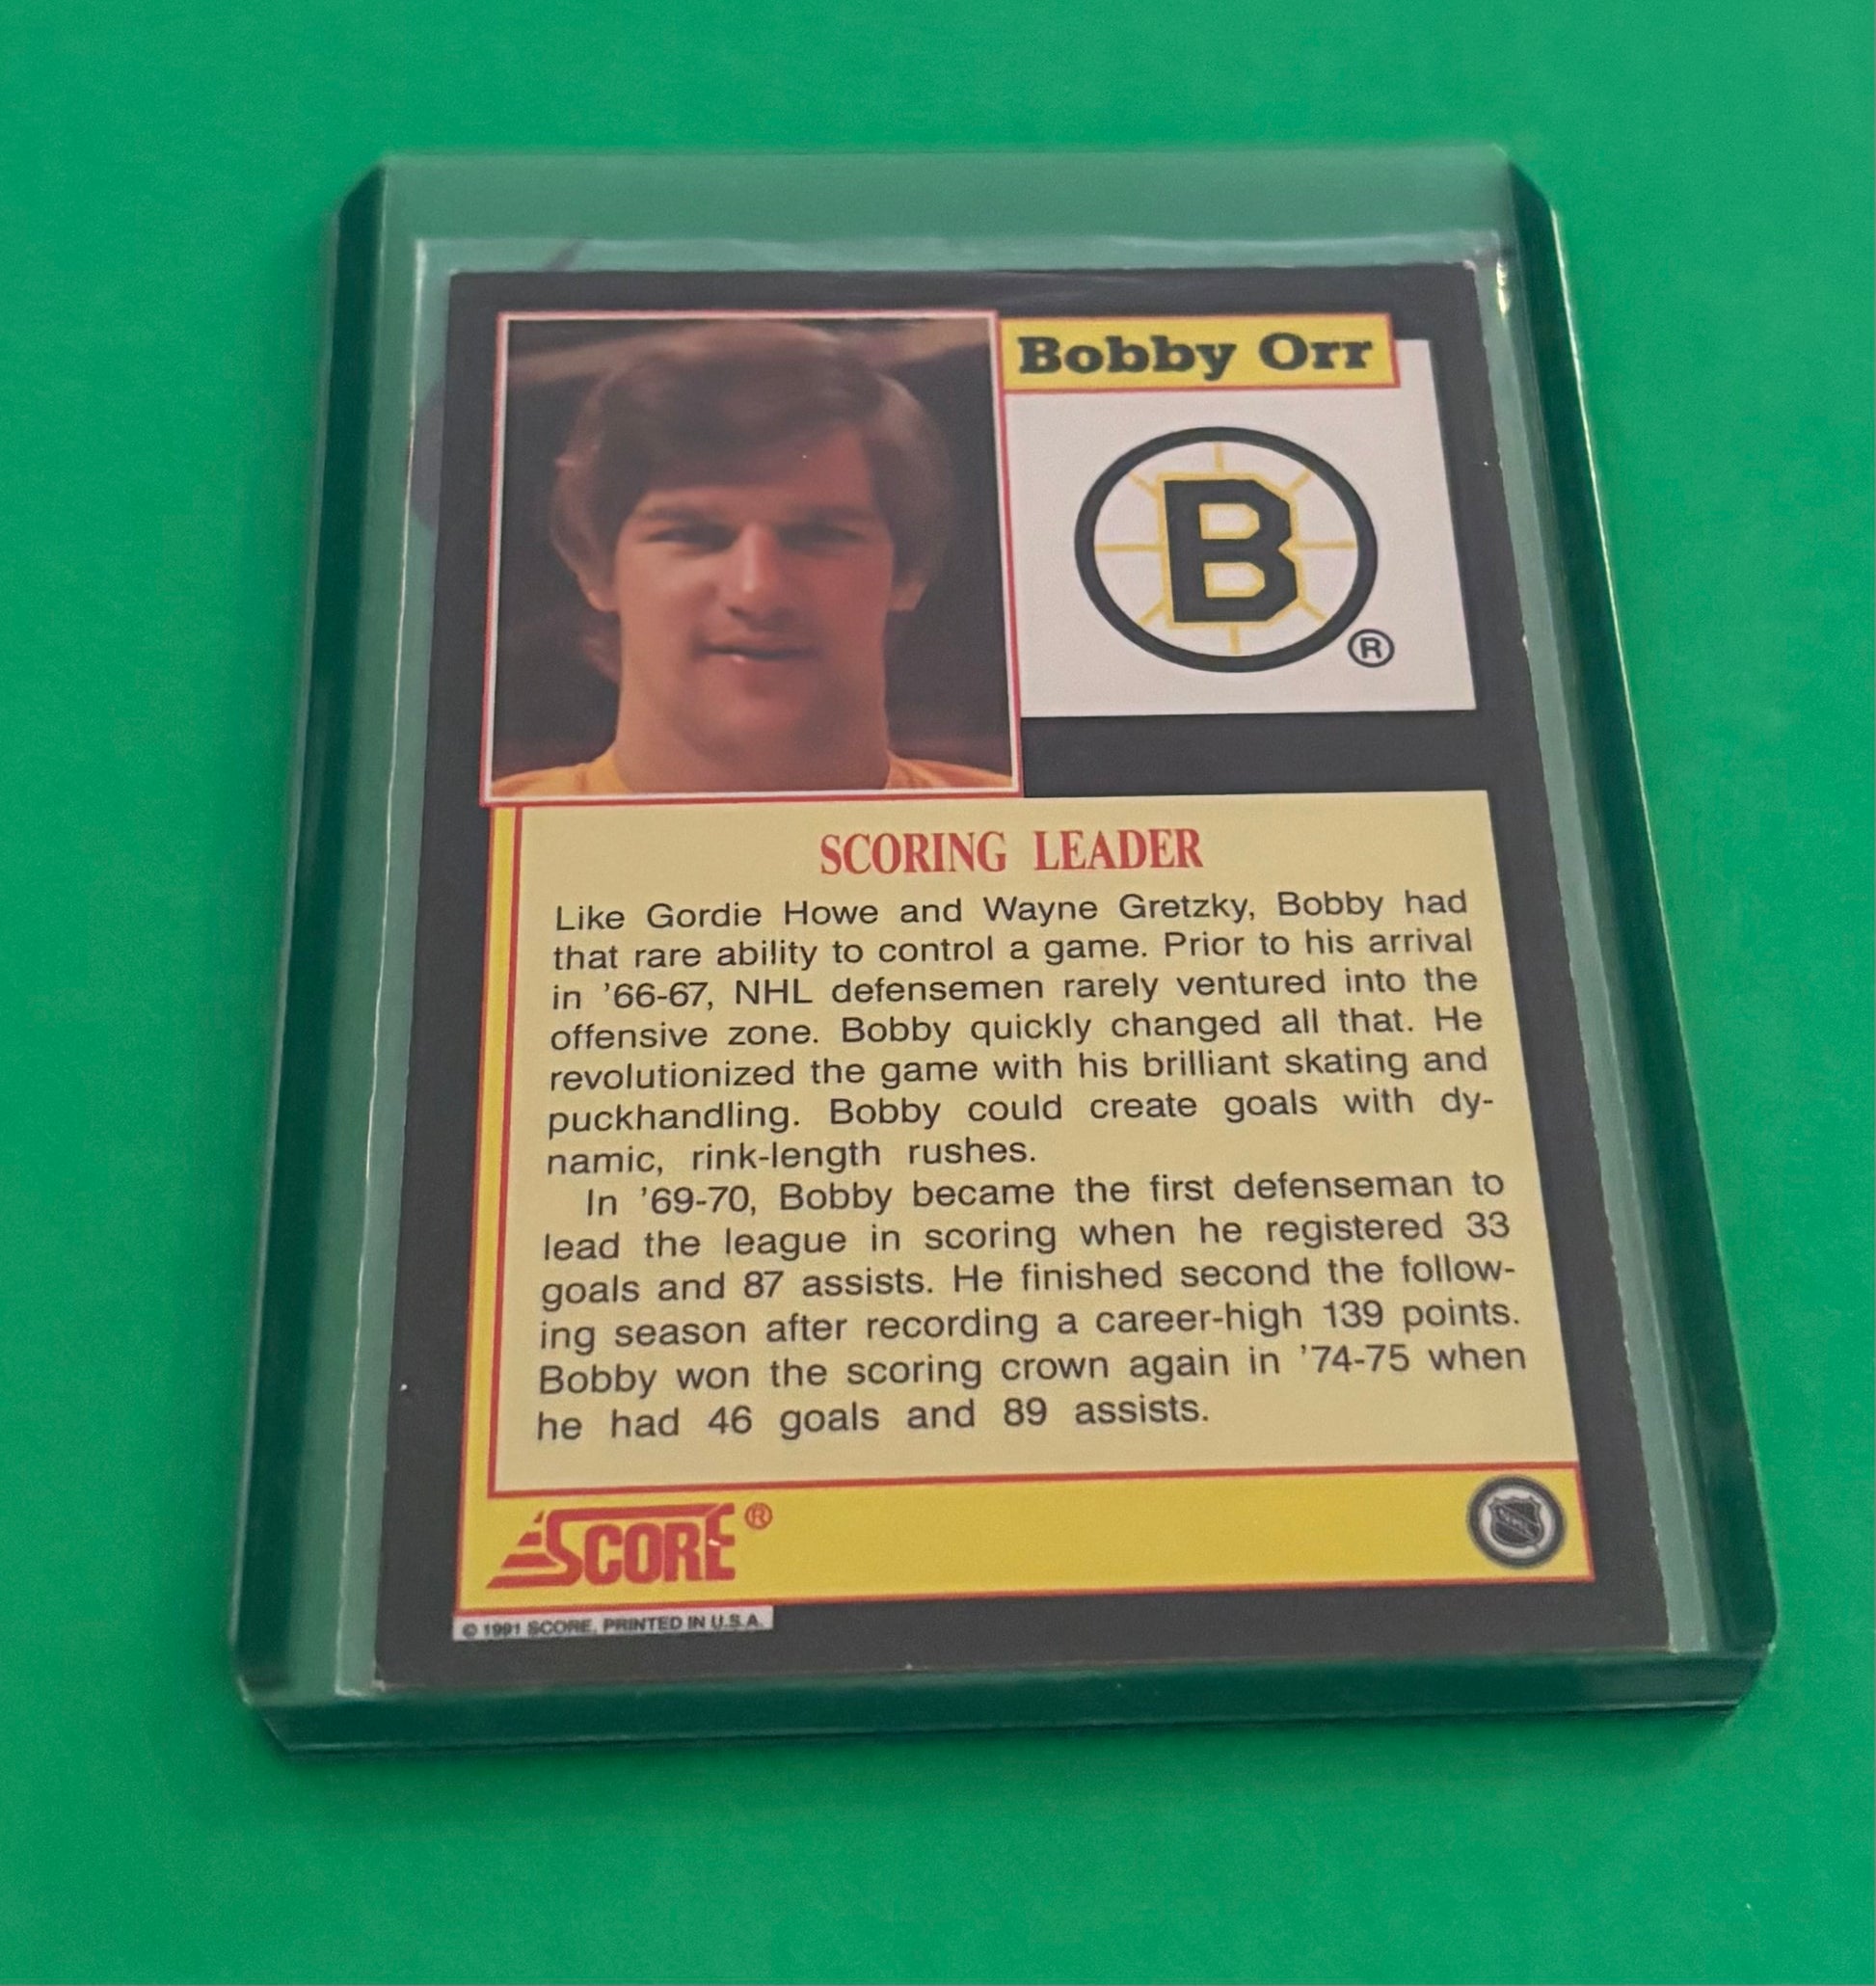 Bobby Orr
B
®
SCORING LEADER
Like Gordie Howe and Wayne Gretzky, Bobby had
that rare ability to control a game. Prior to his arrival
in ’66-67, NHL defensemen rarely ventured into the
offensive zone. Bobby quickly changed all that. He
revolutionized the game with his brilliant skating and
puckhandling. Bobby could create goals with dy-
namic, rink-length rushes.
In ’69-70, Bobby became the first defenseman to
lead the league in scoring when he registered 33
goals and 87 assists. He finished second the follow-
ing season after recording a career-high 139 points.
Bobby won the scoring crown again in ’74-75 when
he had 46 goals and 89 assists.
SCORE®
NHL
© 1991 SCORE, PRINTED IN U.S.A.